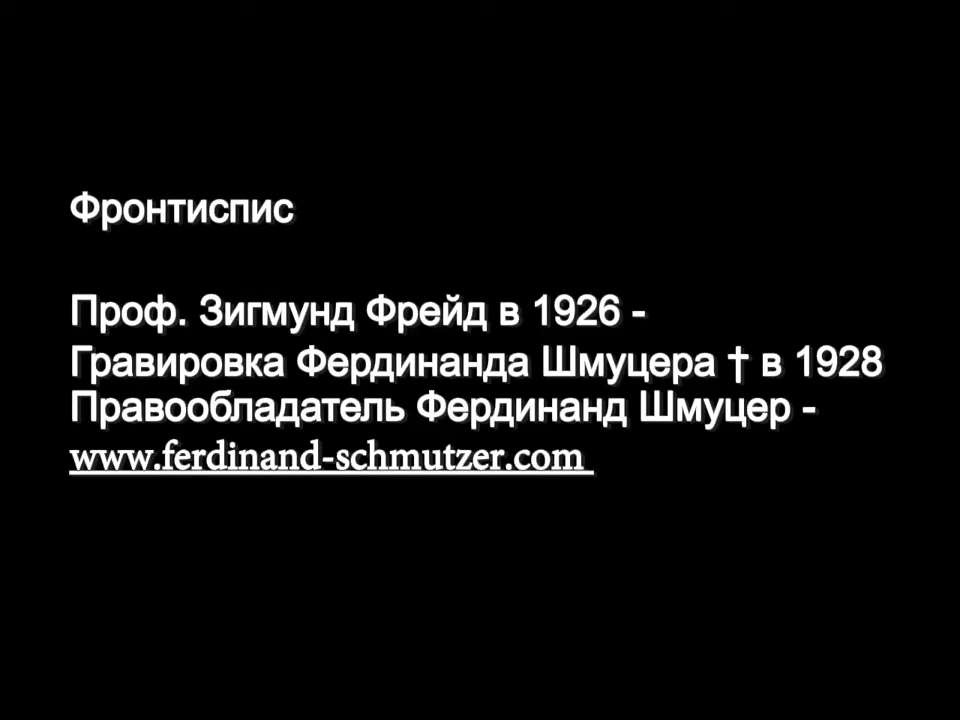 Фронтиспис
Проф. Зигмунд Фрейд в 1926 -
Гравировка Фердинанда Шмуцера † в 1928
Правообладатель Фердинанд Шмуцер -
www.ferdinand-schmutzer.com